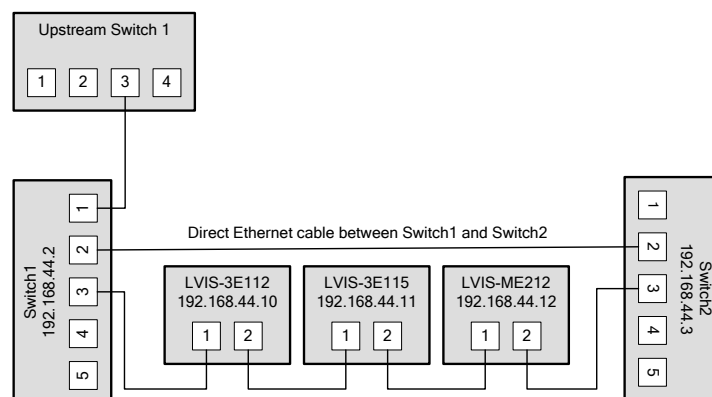 Upstream Switch 1
1 2 3 4
Switch1
192.168.44.2
1
2
3
4
5
Direct Ethernet cable between Switch1 and Switch2
LVIS-3E112
192.168.44.10
1 2
LVIS-3E115
192.168.44.11
1 2
LVIS-ME212
192.168.44.12
1 2
Switch2
192.168.44.3
1
2
3
4
5